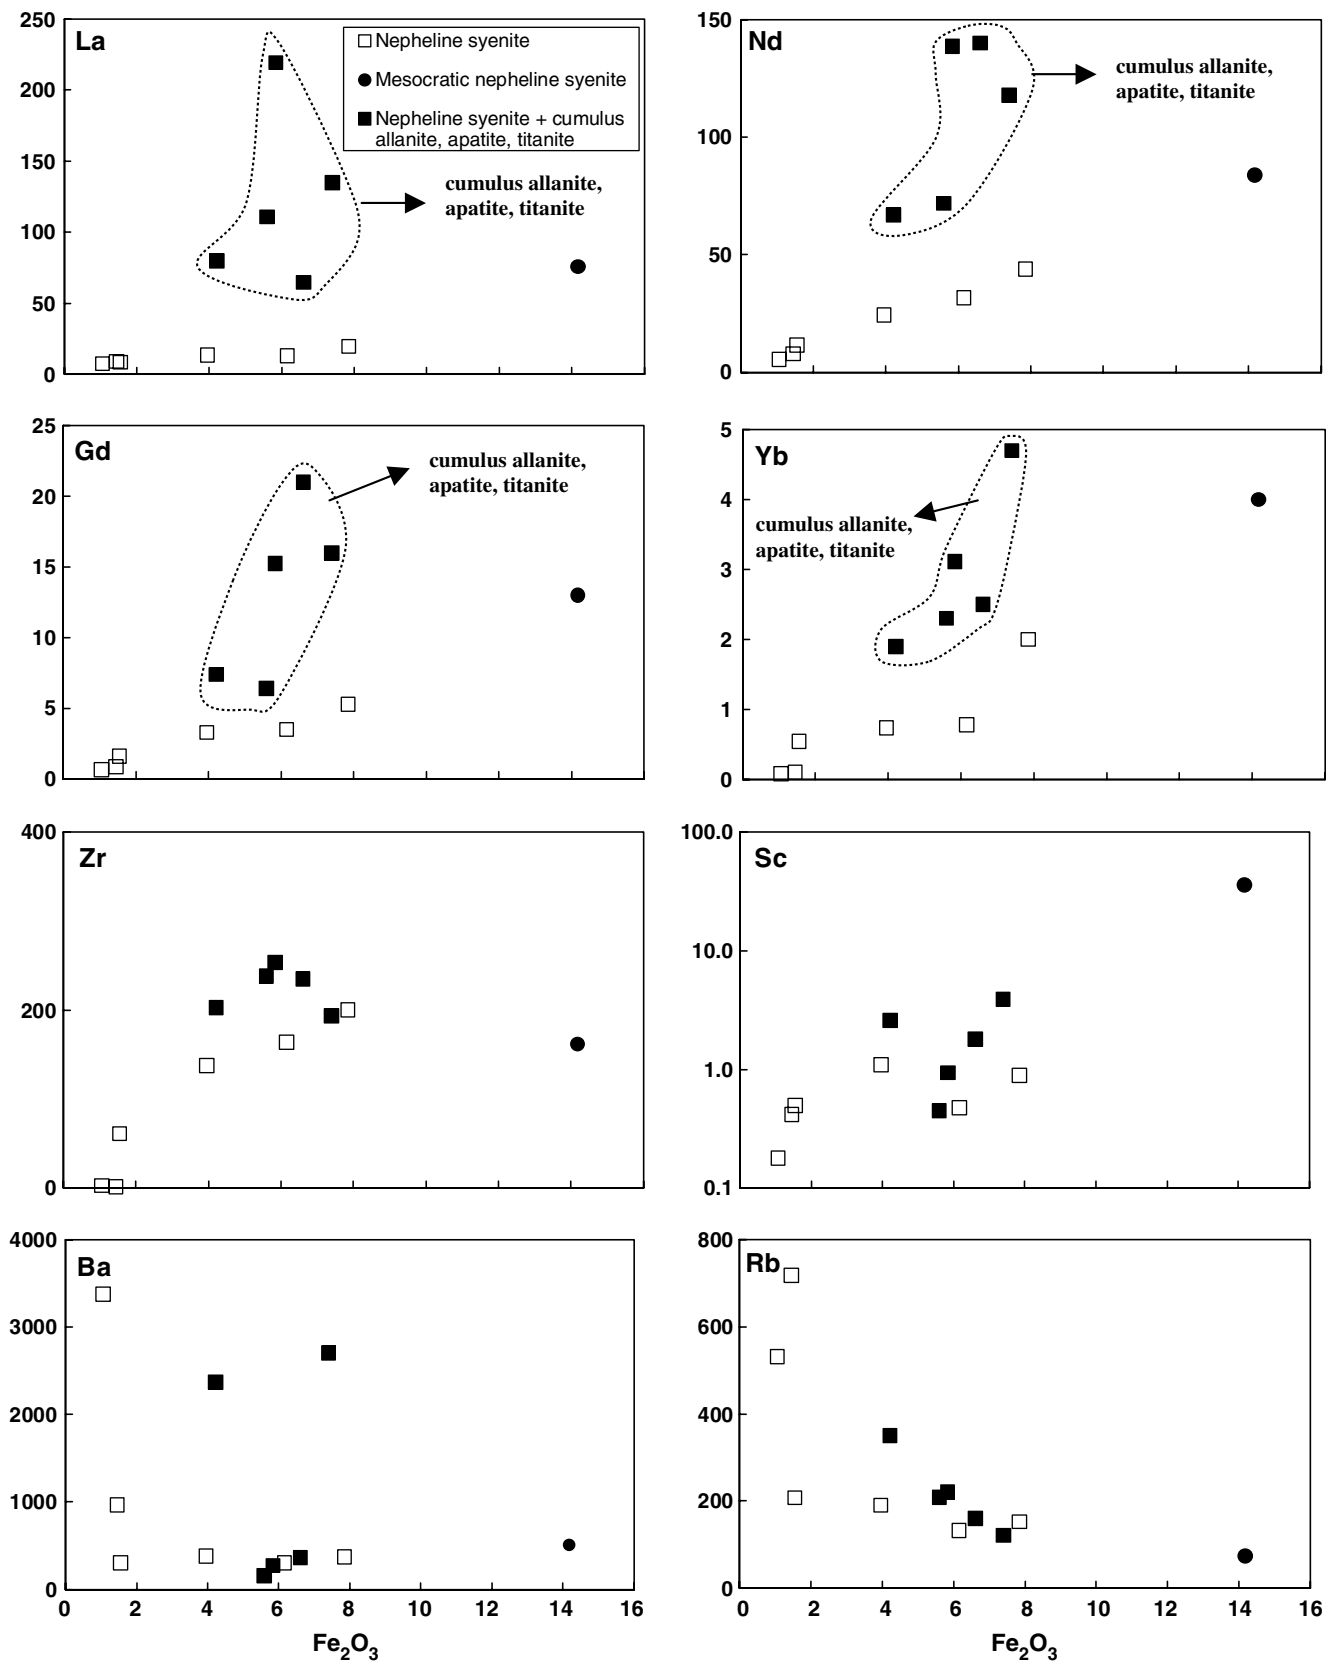 La
250
200
150
100
50
0
Nepheline syenite
Mesocratic nepheline syenite
Nepheline syenite + cumulus
allanite, apatite, titanite
cumulus allanite,
apatite, titanite
Nd
150
100
50
0
cumulus allanite,
apatite, titanite
Gd
25
20
15
10
5
0
cumulus allanite,
apatite, titanite
Yb
5
4
3
2
1
0
cumulus allanite,
apatite, titanite
Zr
400
200
0
Sc
100.0
10.0
1.0
0.1
Ba
4000
3000
2000
1000
0
0 2 4 6 8 10 12 14 16
Fe₂O₃
Rb
800
600
400
200
0
0 2 4 6 8 10 12 14 16
Fe₂O₃